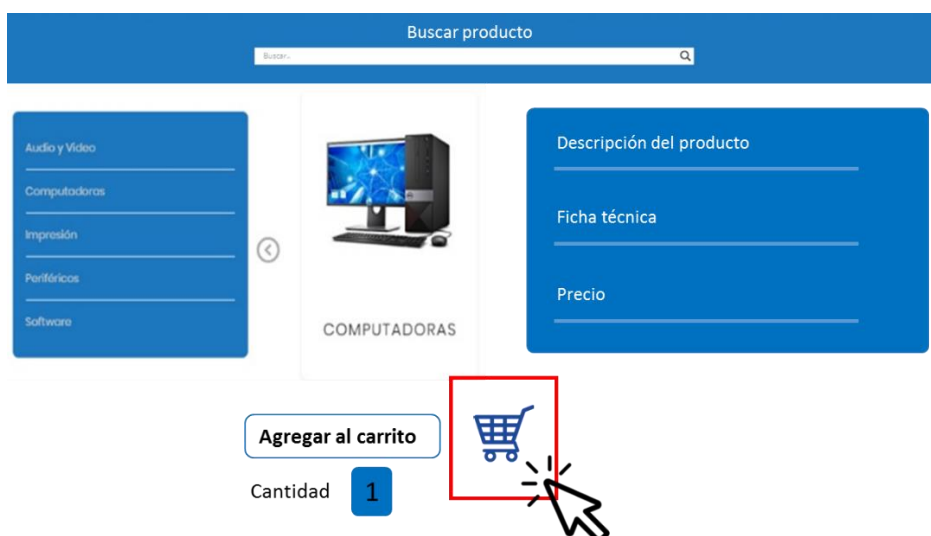 Buscar producto
Buscar..
Audio y Video
Computadoras
Impresión
Periféricos
Software
COMPUTADORAS
Descripción del producto
Ficha técnica
Precio
Agregar al carrito
Cantidad 1